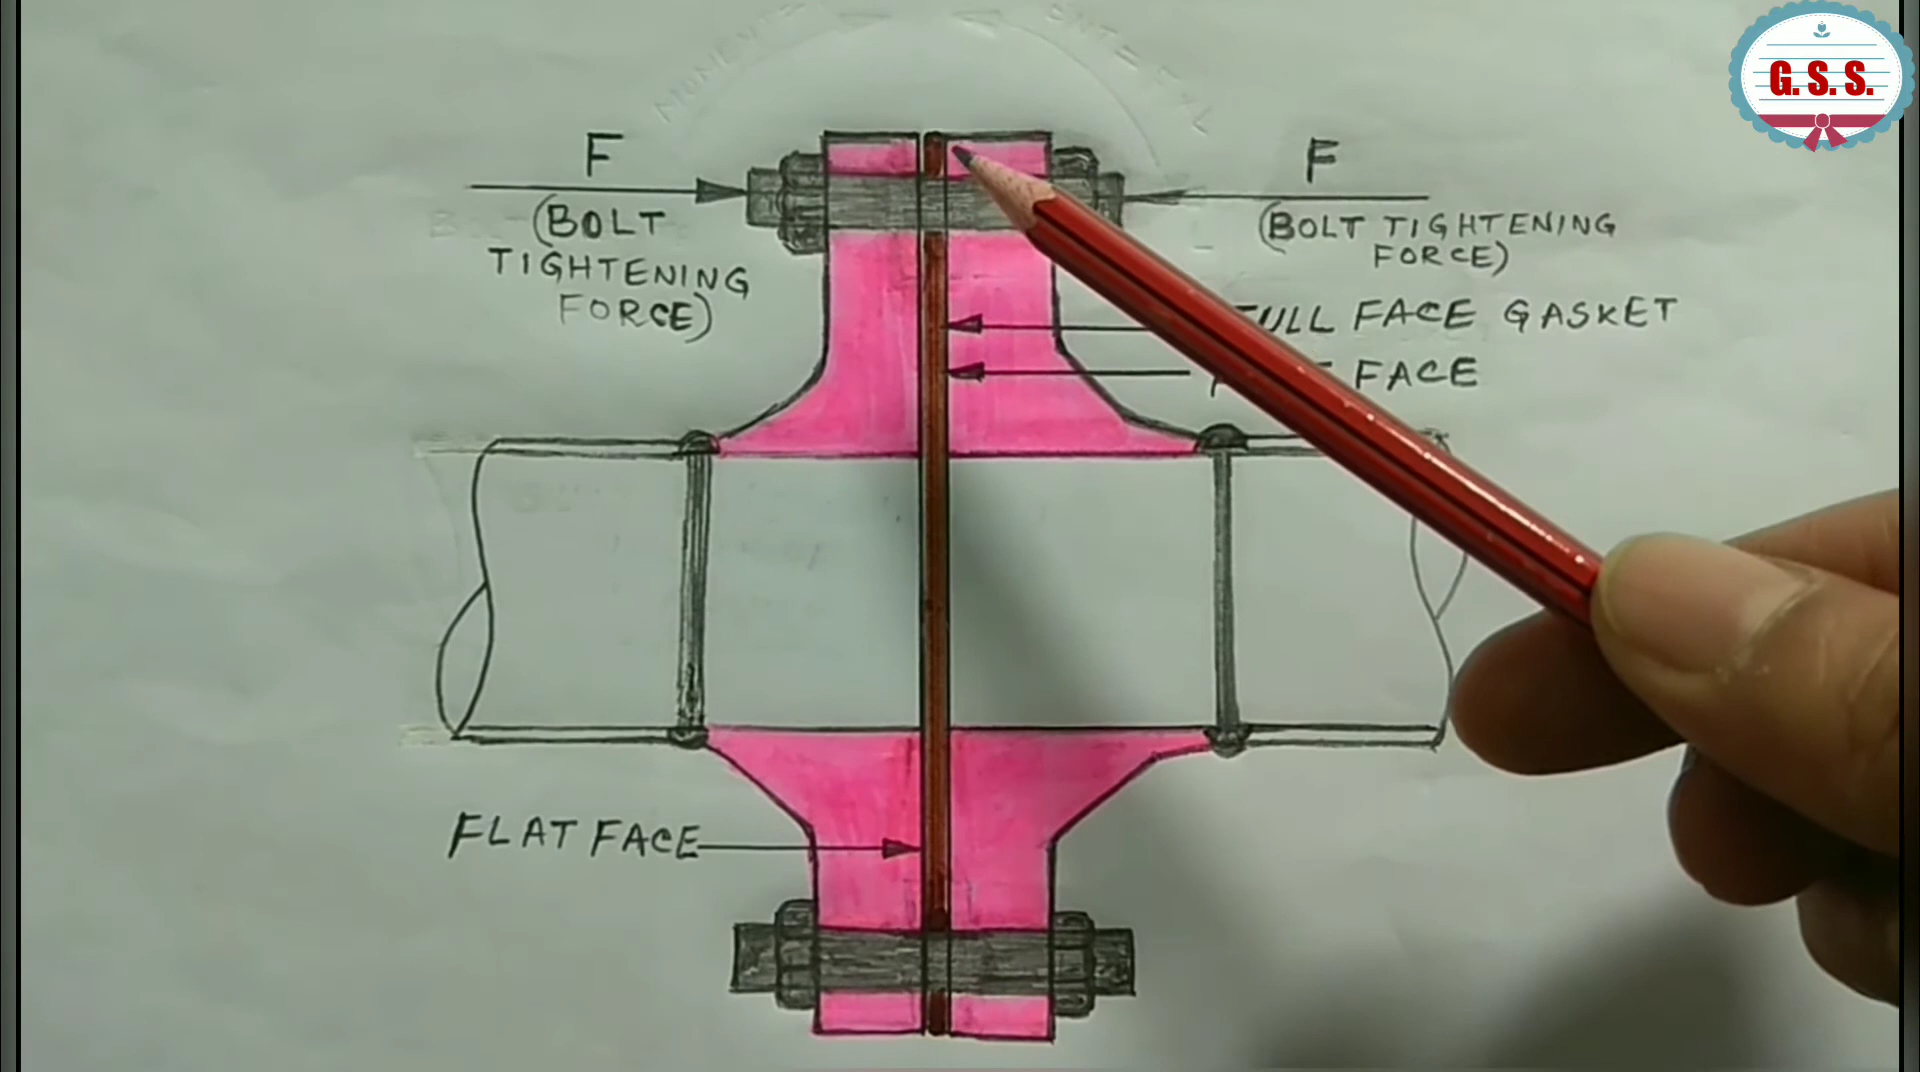 G. S. S.
F
F
(BOLT
TIGHTENING
FORCE)
(BOLT TIGHTENING
FORCE)
FULL FACE GASKET
FACE
FLAT FACE